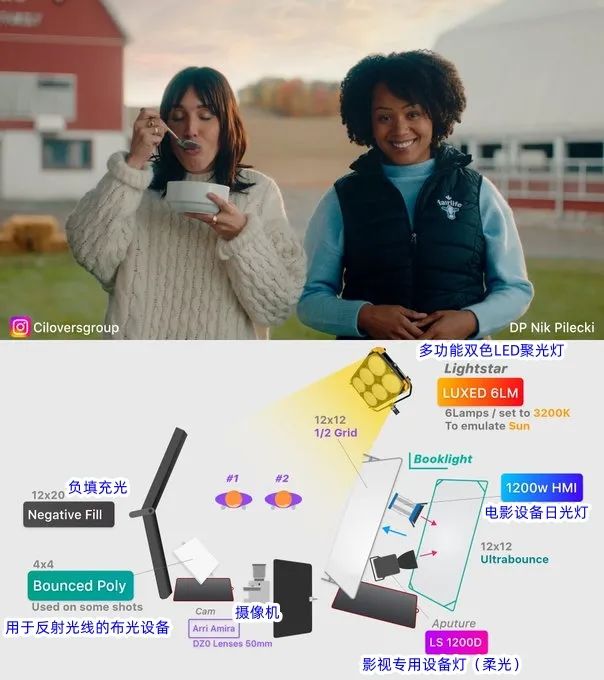 fairlife
Ciloversgroup
DP Nik Pilecki
多功能双色LED聚光灯
Lightstar
LUXED 6LM
6Lamps / set to 3200K
To emulate Sun
12x12
1/2 Grid
Booklight
1200w HMI
电影设备日光灯
12x12
Ultrabounce
#1
#2
12x20
负填充光
Negative Fill
4x4
Bounced Poly
Used on some shots
用于反射光线的布光设备
Cam
摄像机
Arri Amira
DZ0 Lenses 50mm
Aputure
LS 1200D
影视专用设备灯（柔光）